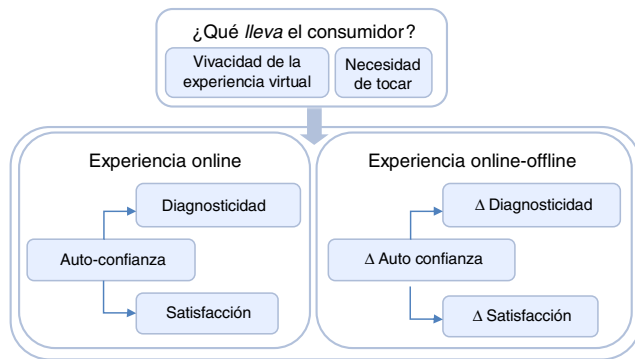 ¿Qué lleva el consumidor?
Vivacidad de la
experiencia virtual
Necesidad
de tocar
Experiencia online
Diagnosticidad
Auto-confianza
Satisfacción
Experiencia online-offline
Δ Diagnosticidad
Δ Auto confianza
Δ Satisfacción